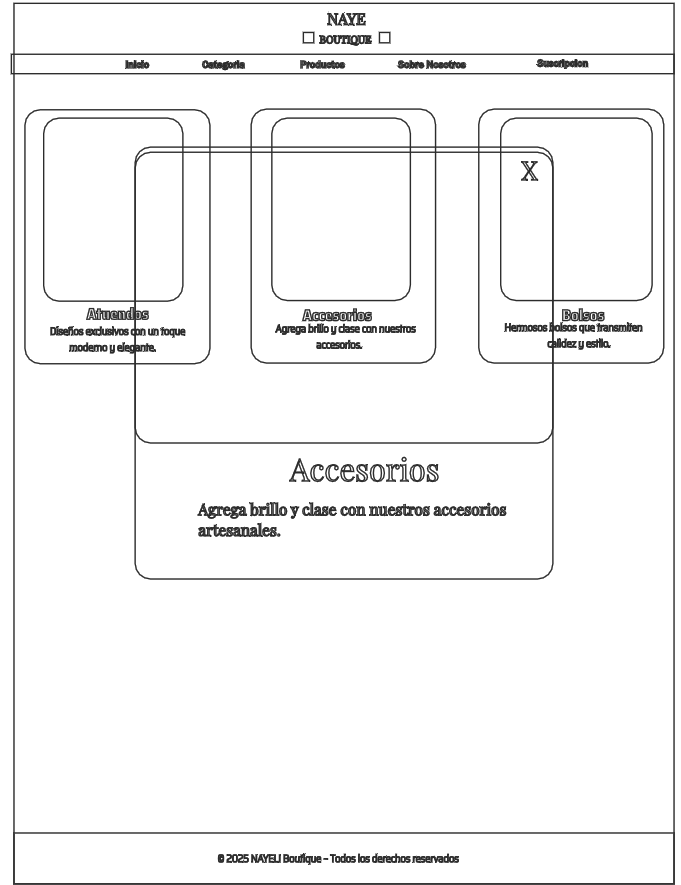 NAYE
BOUTIQUE
Inicio Categoria Productos Sobre Nosotros Suscripcion
X
Atuendos
Diseños exclusivos con un toque
moderno y elegante.
Accesorios
Agrega brillo y clase con nuestros
accesorios.
Bolsos
Hermosos bolsos que transmiten
calidez y estilo.
Accesorios
Agrega brillo y clase con nuestros accesorios
artesanales.
© 2025 NAYELI Boutique – Todos los derechos reservados